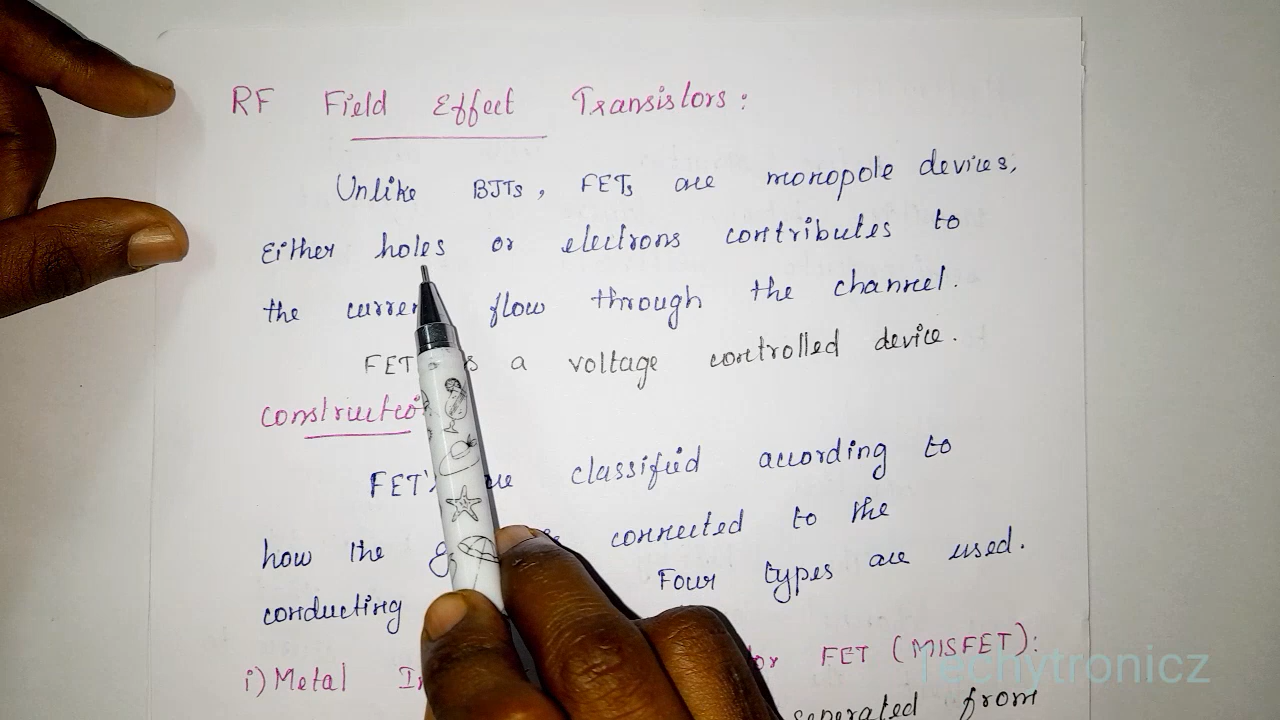 RF Field Effect Transistors:
Unlike BJTs, FETs are monopole devices,
Either holes or electrons contributes to
the flow through the channel.
FET is a voltage controlled device.
FET's are classified according to
how the connected to the
conducting Four types are used.
i) Metal FET (MISFET):
seperated from
Techytronicz